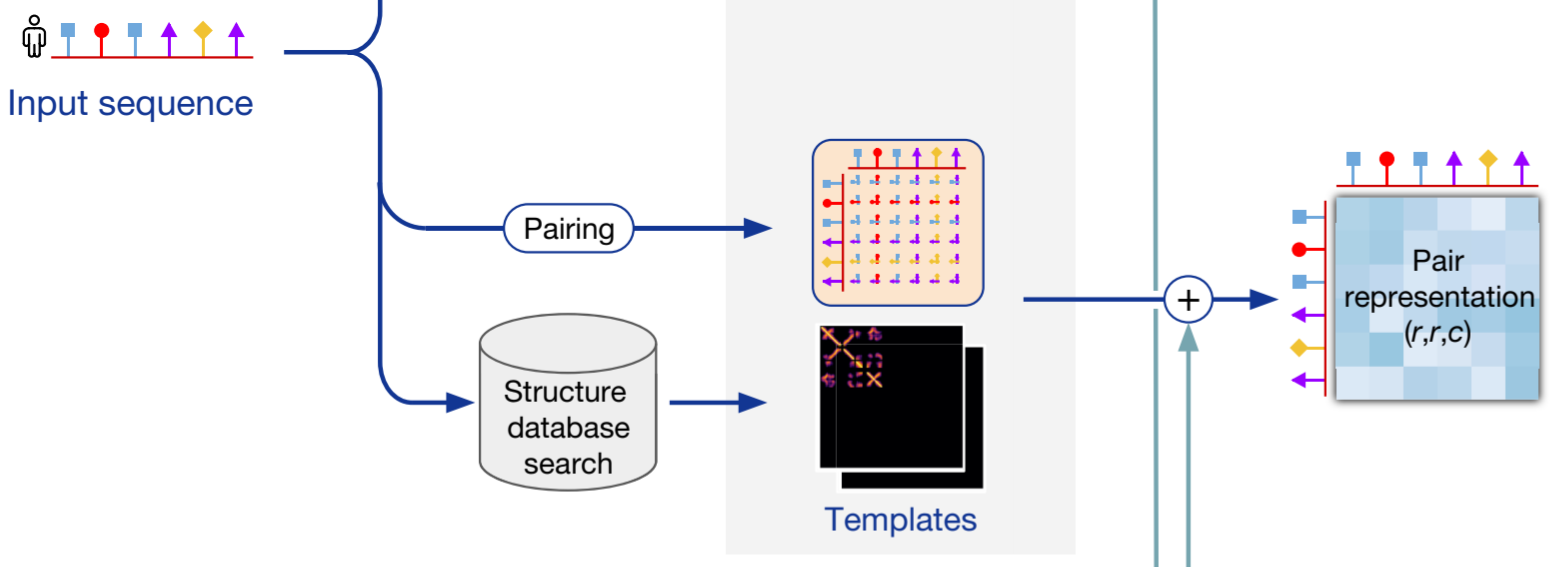 Input sequence
Pairing
Structure
database
search
Templates
+
Pair
representation
(r,r,c)